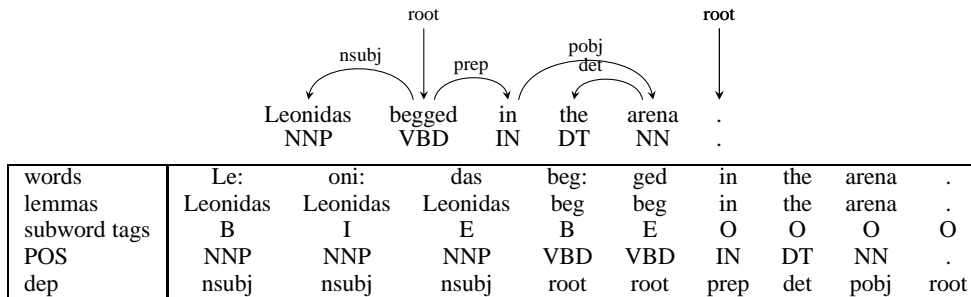 root root
nsubj prep pobj
det
Leonidas begged in the arena .
NNP VBD IN DT NN .
words Le: oni: das beg: ged in the arena .
lemmas Leonidas Leonidas Leonidas beg beg in the arena .
subword tags B I E B E O O O O
POS NNP NNP NNP VBD VBD IN DT NN .
dep nsubj nsubj nsubj root root prep det pobj root